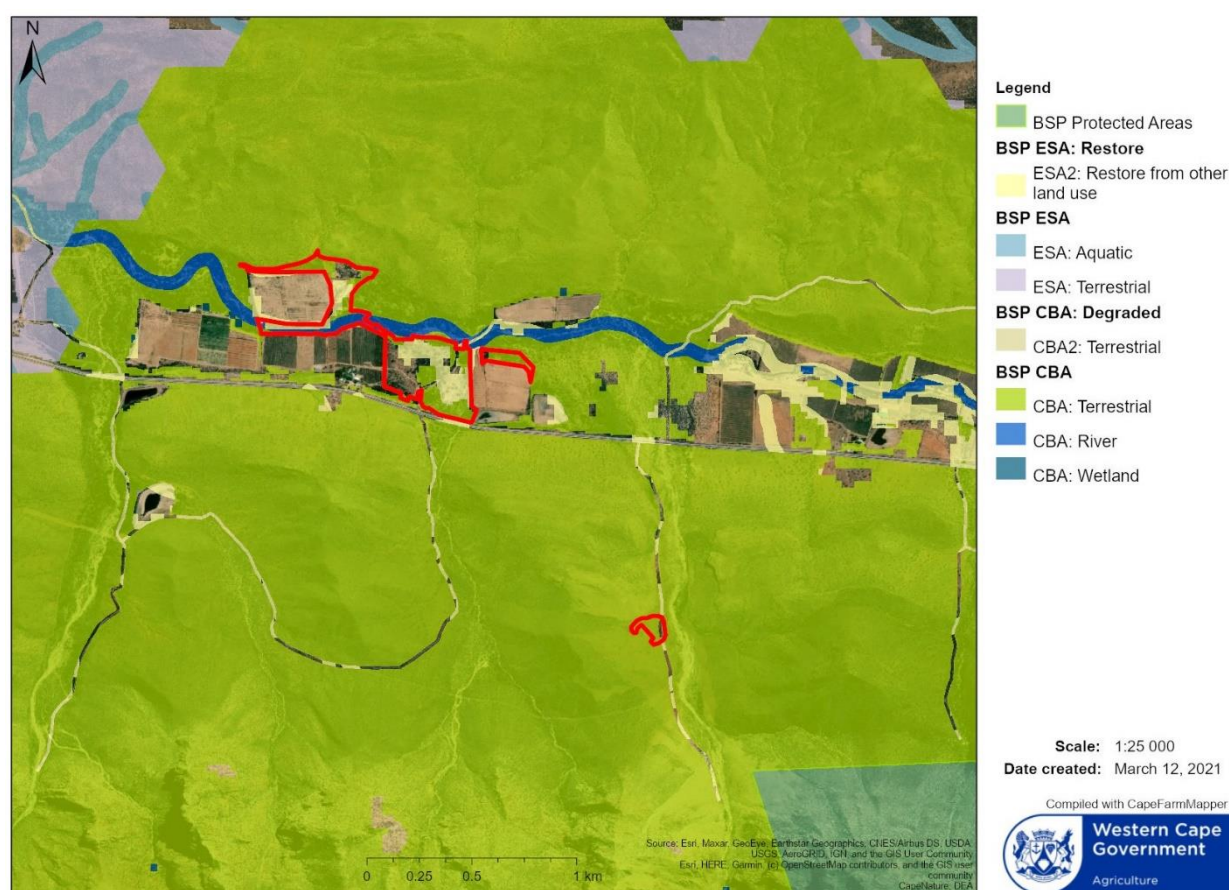 N
Legend
BSP Protected Areas
BSP ESA: Restore
ESA2: Restore from other
land use
BSP ESA
ESA: Aquatic
ESA: Terrestrial
BSP CBA: Degraded
CBA2: Terrestrial
BSP CBA
CBA: Terrestrial
CBA: River
CBA: Wetland
Scale: 1:25 000
Date created: March 12, 2021
Compiled with CapeFarmMapper
Western Cape
Government
Agriculture
0 0.25 0.5 1 km
Source: Esri, Maxar, GeoEye, Earthstar Geographics, CNES/Airbus DS, USDA,
USGS, AeroGRID, IGN, and the GIS User Community
Esri, HERE, Garmin, (c) OpenStreetMap contributors, and the GIS user
community
CapeNature, DEA